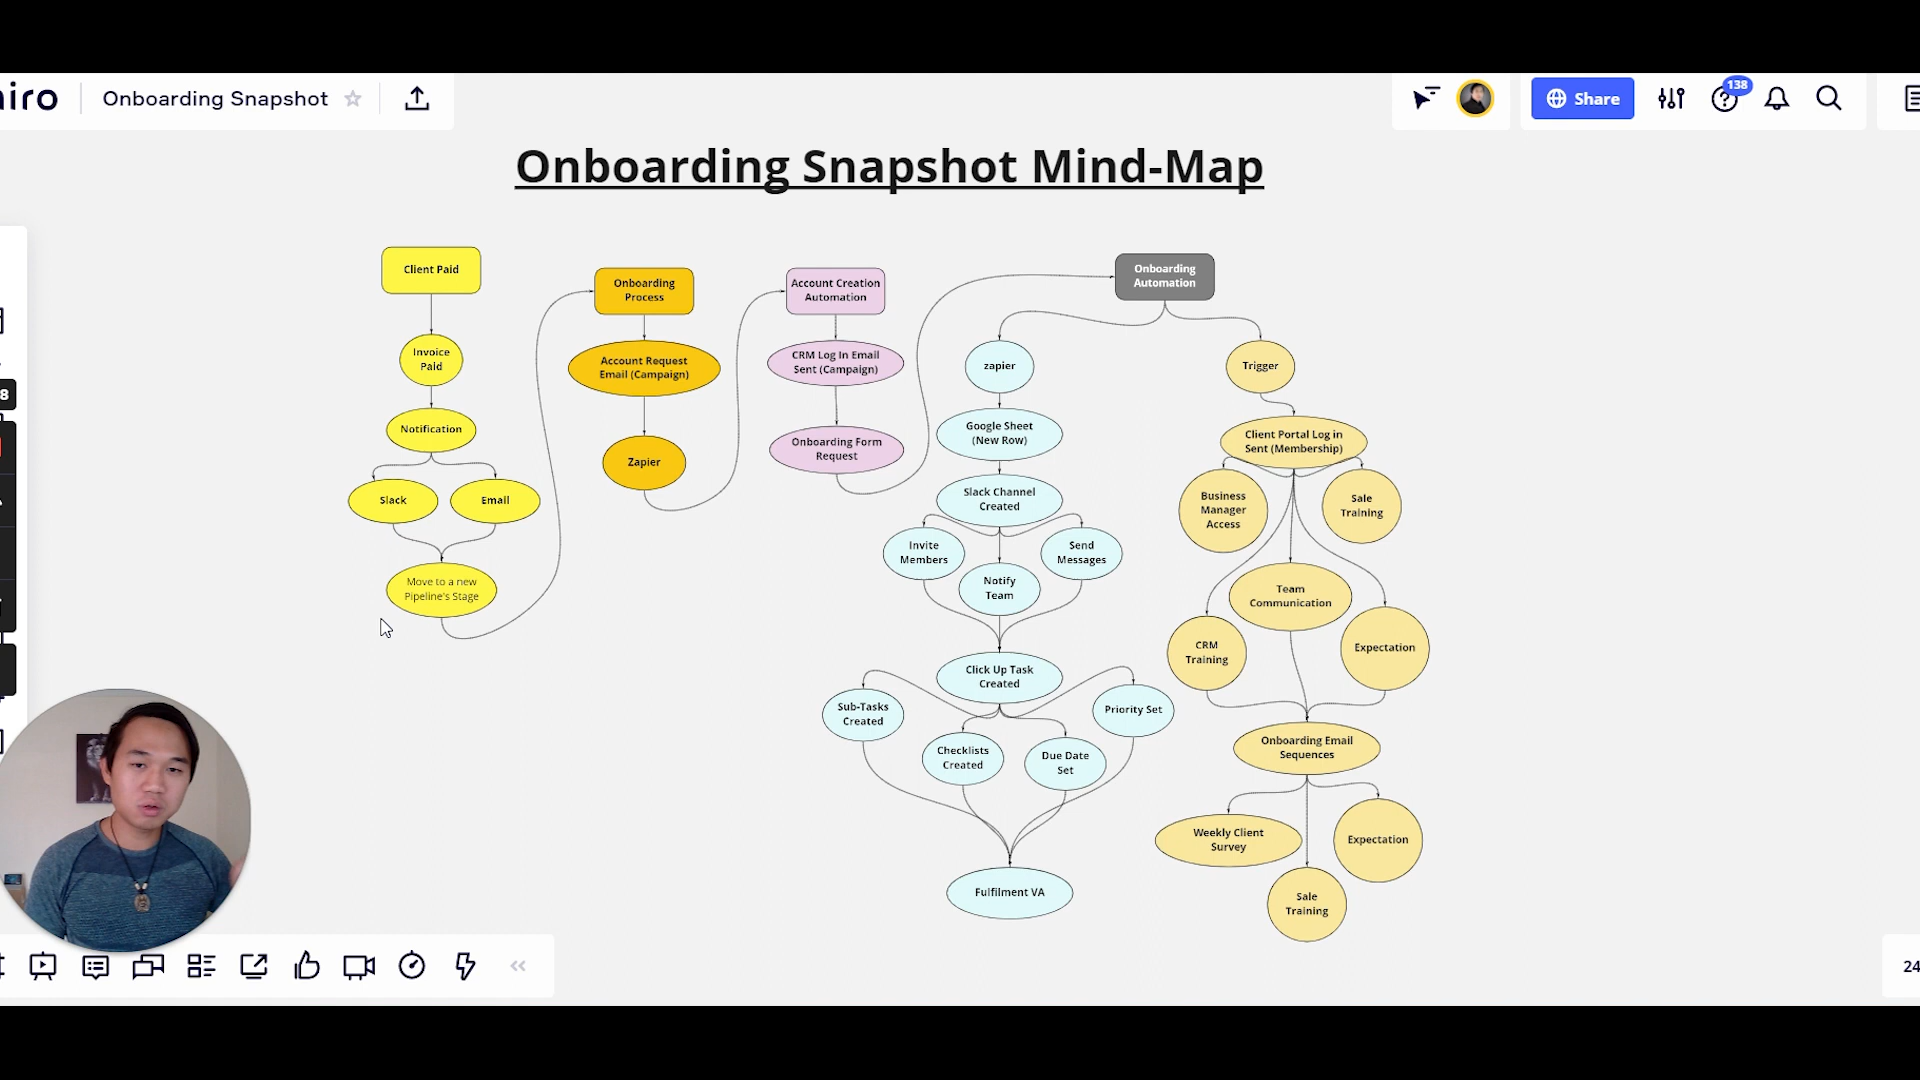 iro
Onboarding Snapshot
Share
138
Onboarding Snapshot Mind-Map
8
Client Paid
Invoice
Paid
Notification
Slack
Email
Move to a new
Pipeline's Stage
Onboarding
Process
Account Request
Email (Campaign)
Zapier
Account Creation
Automation
CRM Log In Email
Sent (Campaign)
Onboarding Form
Request
Onboarding
Automation
zapier
Google Sheet
(New Row)
Slack Channel
Created
Invite
Members
Notify
Team
Send
Messages
Click Up Task
Created
Sub-Tasks
Created
Checklists
Created
Due Date
Set
Priority Set
Fulfilment VA
Trigger
Client Portal Log in
Sent (Membership)
Business
Manager
Access
Sale
Training
Team
Communication
CRM
Training
Expectation
Onboarding Email
Sequences
Weekly Client
Survey
Expectation
Sale
Training
24